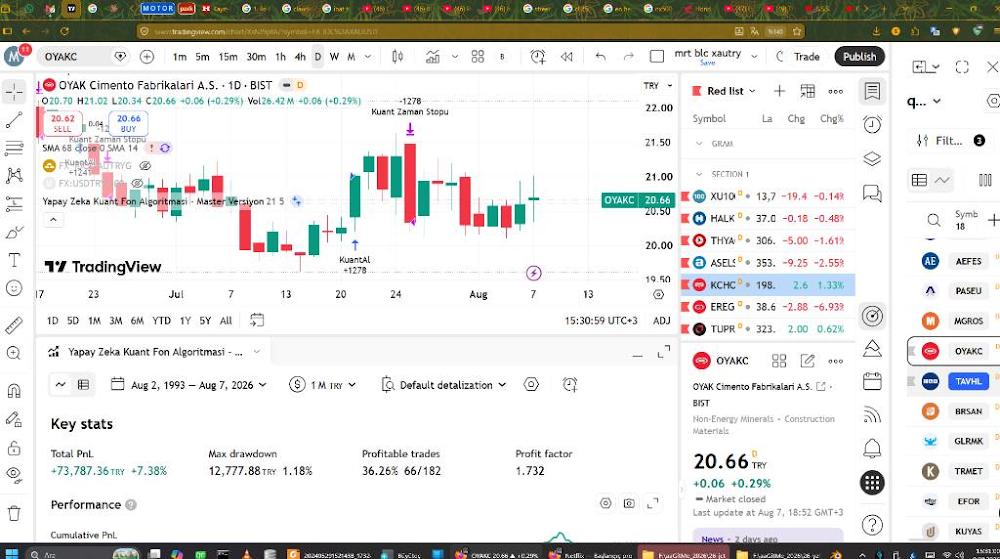 MOTOR park
OYAKC 1m 5m 15m 30m 1h 4h D W M B mrt blc xautry Save Trade Publish
OYAK Cimento Fabrikalari A.S. · 1D · BIST D
O20.70 H21.02 L20.34 C20.66 +0.06 (+0.29%) Vol26.42 M +0.06 (+0.29%)
20.62 SELL
20.66 BUY
SMA 68 close 0 SMA 14
Yapay Zeka Kuant Fon Algoritmasi - Master Versiyon 21 5
-1278
Kuant Zaman Stopu
Kuant Zaman Stopu
KuantAl
+1278
TradingView
TRY
22.00
21.50
21.00
OYAKC 20.66
20.50
20.00
19.50
17 23 Jul 7 13 20 24 Aug 7 13
1D 5D 1M 3M 6M YTD 1Y 5Y All 15:30:59 UTC+3 ADJ
Yapay Zeka Kuant Fon Algoritmasi - ...
Aug 2, 1993 — Aug 7, 2026 1 M TRY Default detalization
Key stats
Total PnL Max drawdown Profitable trades Profit factor
+73,787.36 TRY +7.38% 12,777.88 TRY 1.18% 36.26% 66/182 1.732
Performance
Cumulative PnL
Red list
Symbol La Chg Chg%
GRAM
SECTION 1
XU10 13,7 -19.4 -0.14%
HALK 37.0 -0.18 -0.48%
THYA 306. -5.00 -1.61%
ASELS 353. -9.25 -2.55%
KCHC 198. 2.6 1.33%
EREG 38.6 -2.88 -6.93%
TUPR 323. 2.00 0.62%
OYAKC
OYAK Cimento Fabrikalari A.S. ·
BIST
Non-Energy Minerals · Construction
Materials
20.66 D TRY
+0.06 +0.29%
Market closed
Last update at Aug 7, 18:52 GMT+3
News · 2 days ago
q...
Filt... 3
Symb
18
AEFES
PASEU
MGROS
OYAKC
TAVHL
BRSAN
GLRMK
TRMET
EFOR
KUYAS
Ara
OYAKC 20.66 ▲ +0.29%